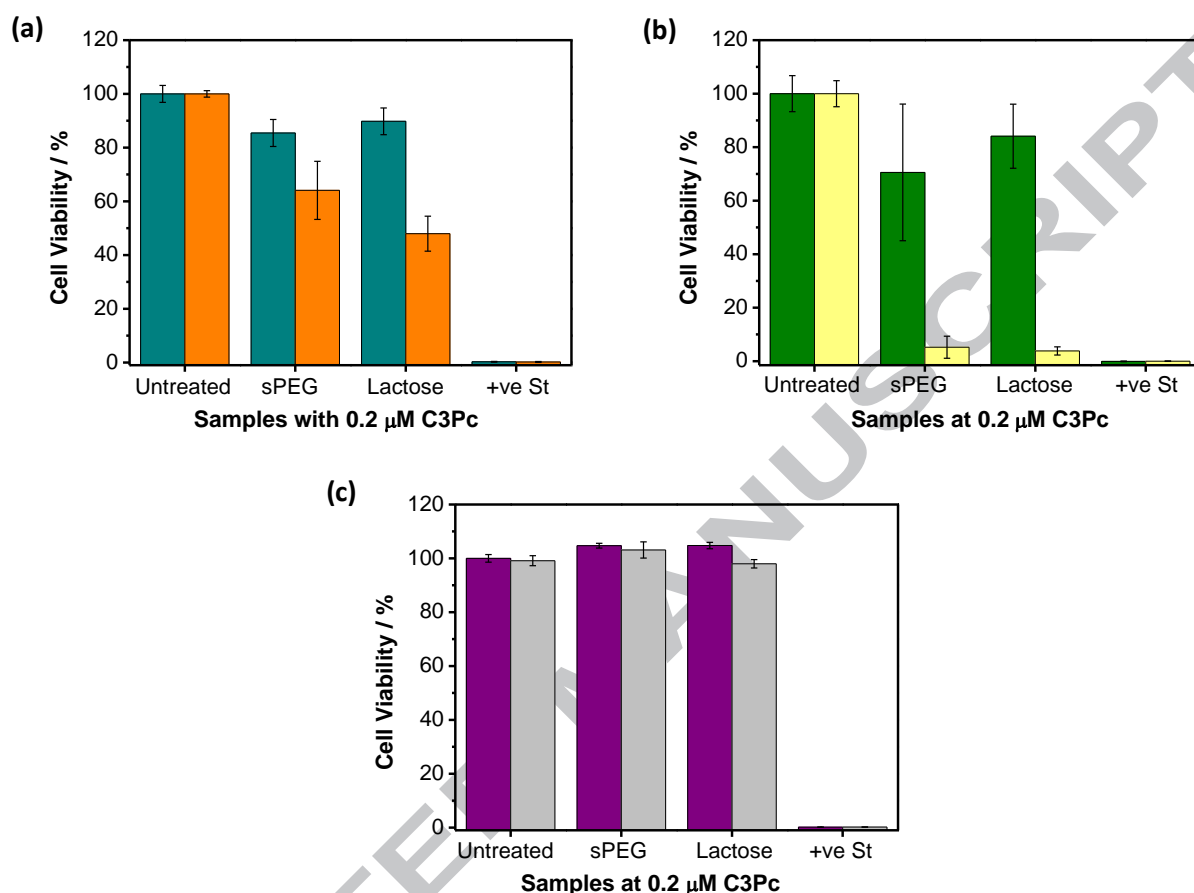 (a)
120
100
80
60
40
20
0
Cell Viability / %
Untreated sPEG Lactose +ve St
Samples with 0.2 μM C3Pc
(b)
120
100
80
60
40
20
0
Cell Viability / %
Untreated sPEG Lactose +ve St
Samples at 0.2 μM C3Pc
(c)
120
100
80
60
40
20
0
Cell Viability / %
Untreated sPEG Lactose +ve St
Samples at 0.2 μM C3Pc
MANUSCRIPT